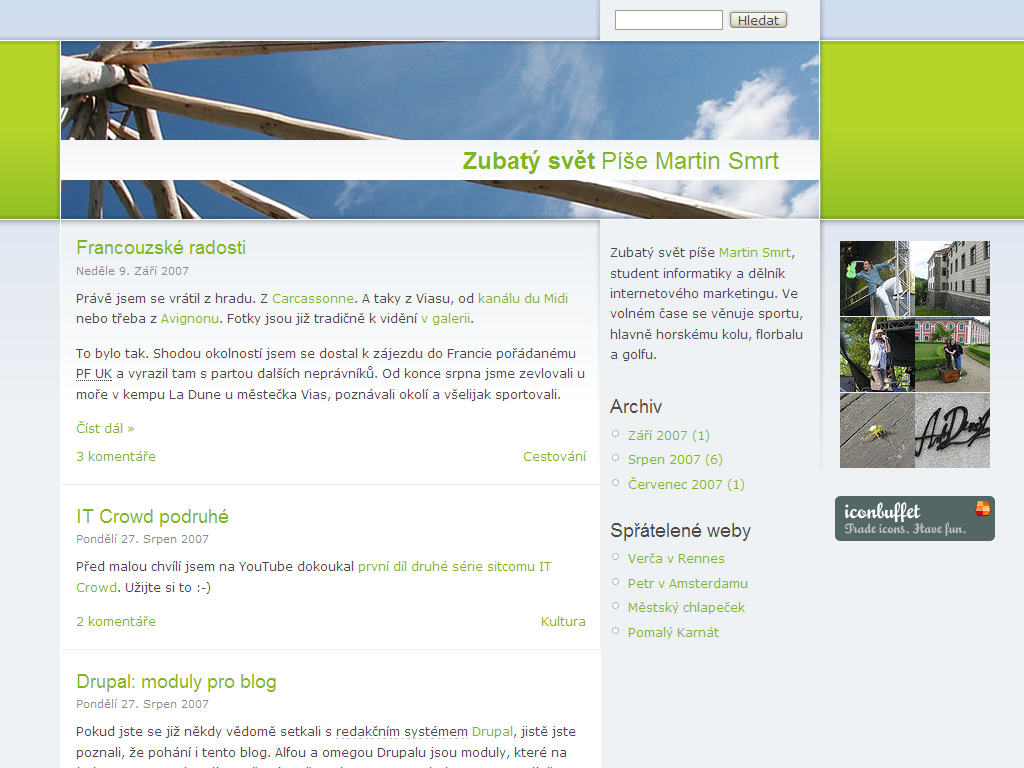 Hledat
Zubatý svět Píše Martin Smrt
Francouzské radosti
Neděle 9. Září 2007
Právě jsem se vrátil z hradu. Z Carcassonne. A taky z Viasu, od kanálu du Midi
nebo třeba z Avignonu. Fotky jsou již tradičně k vidění v galerii.
To bylo tak. Shodou okolností jsem se dostal k zájezdu do Francie pořádanému
PF UK a vyrazil tam s partou dalších neprávníků. Od konce srpna jsme zevlovali u
moře v kempu La Dune u městečka Vias, poznávali okolí a všelijak sportovali.
Číst dál »
3 komentáře
Cestování
IT Crowd podruhé
Pondělí 27. Srpen 2007
Před malou chvílí jsem na YouTube dokoukal první díl druhé série sitcomu IT
Crowd. Užijte si to :-)
2 komentáře
Kultura
Drupal: moduly pro blog
Pondělí 27. Srpen 2007
Pokud jste se již někdy vědomě setkali s redakčním systémem Drupal, jistě jste
poznali, že pohání i tento blog. Alfou a omegou Drupalu jsou moduly, které na
Zubatý svět píše Martin Smrt,
student informatiky a dělník
internetového marketingu. Ve
volném čase se věnuje sportu,
hlavně horskému kolu, florbalu
a golfu.
Archiv
Září 2007 (1)
Srpen 2007 (6)
Červenec 2007 (1)
Spřátelené weby
Verča v Rennes
Petr v Amsterdamu
Městský chlapeček
Pomalý Karnát
iconbuffet
Trade icons. Have fun.